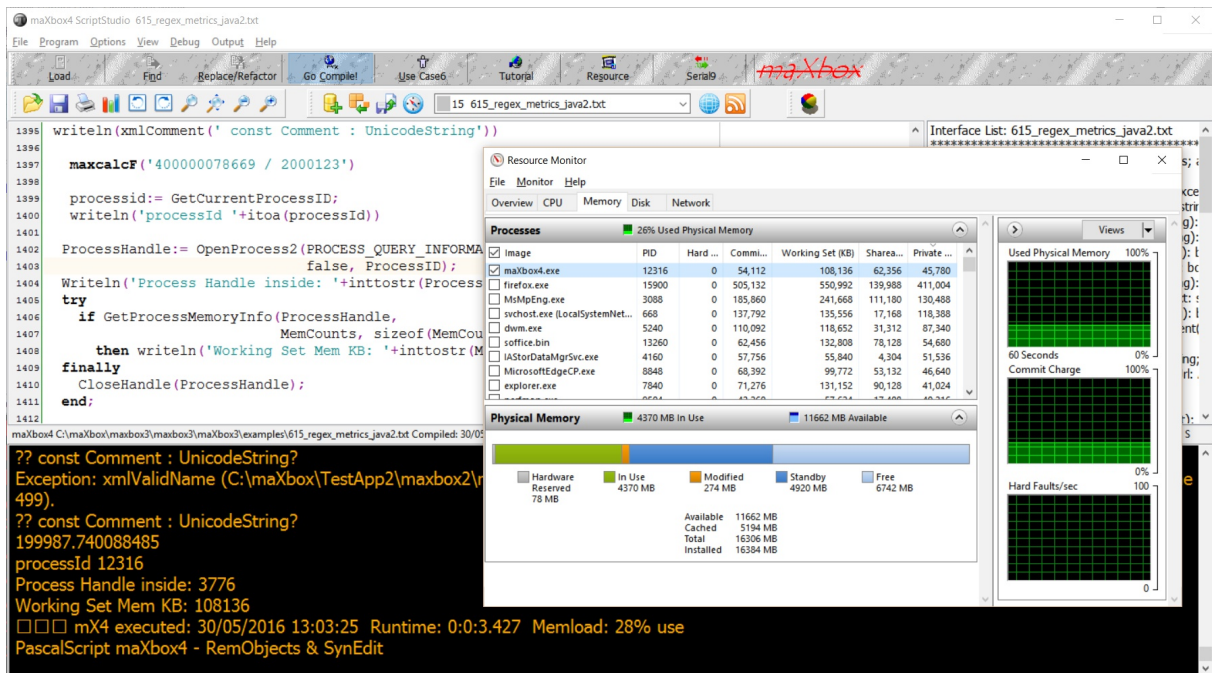 maXbox4 ScriptStudio 615_regex_metrics_java2.txt
File Program Options View Debug Output Help
Load Find Replace/Refactor Go Compile! Use Case6 Tutorial Resource Serial9 maXbox
15 615_regex_metrics_java2.txt
1395 writeln(xmlComment(' const Comment : UnicodeString'))
1396
1397 maxcalcF('400000078669 / 2000123')
1398
1399 processid:= GetCurrentProcessID;
1400 writeln('processId '+itoa(processId))
1401
1402 ProcessHandle:= OpenProcess2(PROCESS_QUERY_INFORMA
1403 false, ProcessID);
1404 Writeln('Process Handle inside: '+inttostr(Process
1405 try
1406 if GetProcessMemoryInfo(ProcessHandle,
1407 MemCounts, sizeof(MemCou
1408 then writeln('Working Set Mem KB: '+inttostr(M
1409 finally
1410 CloseHandle(ProcessHandle);
1411 end;
1412
Interface List: 615_regex_metrics_java2.txt
maXbox4 C:\maXbox\maxbox3\maxbox3\maXbox3\examples\615_regex_metrics_java2.txt Compiled: 30/05
?? const Comment : UnicodeString?
Exception: xmlValidName (C:\maXbox\TestApp2\maxbox2\
499).
?? const Comment : UnicodeString?
199987.740088485
processId 12316
Process Handle inside: 3776
Working Set Mem KB: 108136
mX4 executed: 30/05/2016 13:03:25 Runtime: 0:0:3.427 Memload: 28% use
PascalScript maXbox4 - RemObjects & SynEdit
Resource Monitor
File Monitor Help
Overview CPU Memory Disk Network
Processes 26% Used Physical Memory
Image PID Hard ... Commi... Working Set (KB) Sharea... Private ...
maXbox4.exe 12316 0 54,112 108,136 62,356 45,780
firefox.exe 15900 0 505,132 550,992 139,988 411,004
MsMpEng.exe 3088 0 185,860 241,668 111,180 130,488
svchost.exe (LocalSystemNet... 668 0 137,792 135,556 17,168 118,388
dwm.exe 5240 0 110,092 118,652 31,312 87,340
soffice.bin 13260 0 62,456 132,808 78,128 54,680
IAStorDataMgrSvc.exe 4160 0 57,756 55,840 4,304 51,536
MicrosoftEdgeCP.exe 8848 0 68,392 99,772 53,132 46,640
explorer.exe 7840 0 71,276 131,152 90,128 41,024
Physical Memory 4370 MB In Use 11662 MB Available
Hardware Reserved 78 MB
In Use 4370 MB
Modified 274 MB
Standby 4920 MB
Free 6742 MB
Available 11662 MB
Cached 5194 MB
Total 16306 MB
Installed 16384 MB
Views
Used Physical Memory 100%
60 Seconds 0%
Commit Charge 100%
0%
Hard Faults/sec 100
0